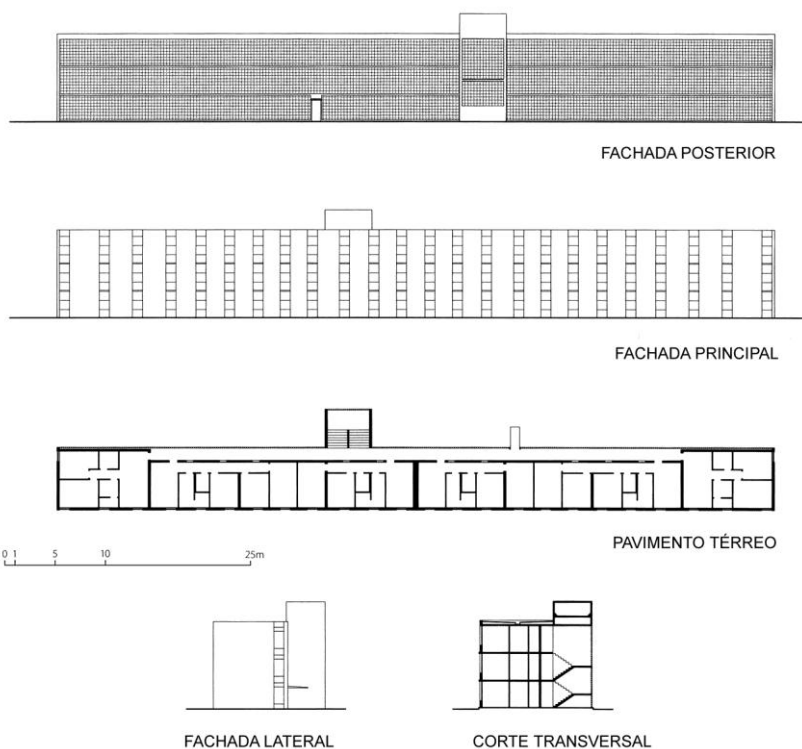 FACHADA POSTERIOR
FACHADA PRINCIPAL
PAVIMENTO TÉRREO
0 1 5 10 25m
FACHADA LATERAL
CORTE TRANSVERSAL